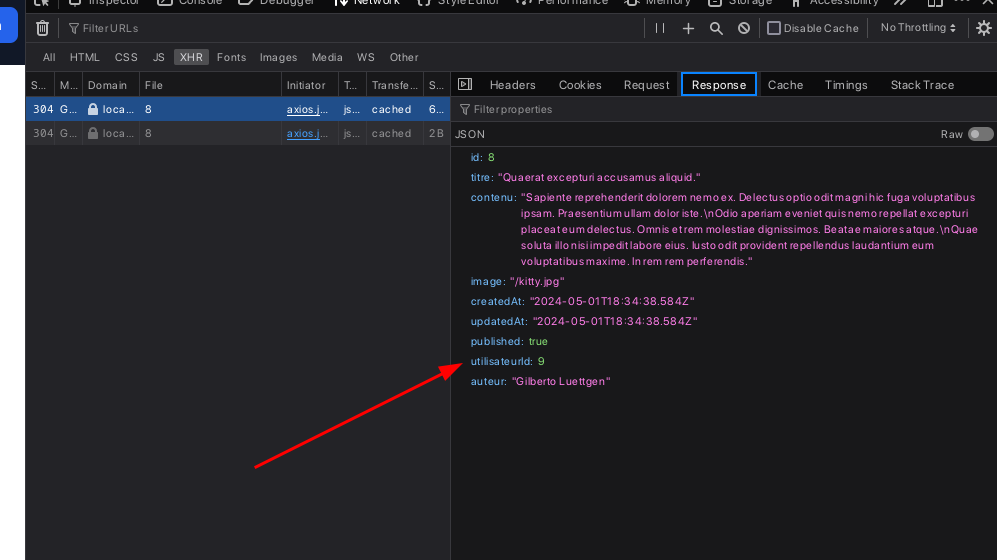 Inspector Console Debugger Network Style Editor Performance Memory Storage Accessibility
Filter URLs
Disable Cache No Throttling
All HTML CSS JS XHR Fonts Images Media WS Other
S... M... Domain File Initiator T... Transfe... S...
Headers Cookies Request Response Cache Timings Stack Trace
304 G... loca... 8 axios.j... js... cached 6...
304 G... loca... 8 axios.j... js... cached 2 B
Filter properties
JSON Raw
id: 8
titre: "Quaerat excepturi accusamus aliquid."
contenu: "Sapiente reprehenderit dolorem nemo ex. Delectus optio odit magni hic fuga voluptatibus
ipsam. Praesentium ullam dolor iste.\nOdio aperiam eveniet quis nemo repellat excepturi
placeat eum delectus. Omnis et rem molestiae dignissimos. Beatae maiores atque.\nQuae
soluta illo nisi impedit labore eius. Iusto odit provident repellendus laudantium eum
voluptatibus maxime. In rem rem perferendis."
image: "/kitty.jpg"
createdAt: "2024-05-01T18:34:38.584Z"
updatedAt: "2024-05-01T18:34:38.584Z"
published: true
utilisateurId: 9
auteur: "Gilberto Luettgen"